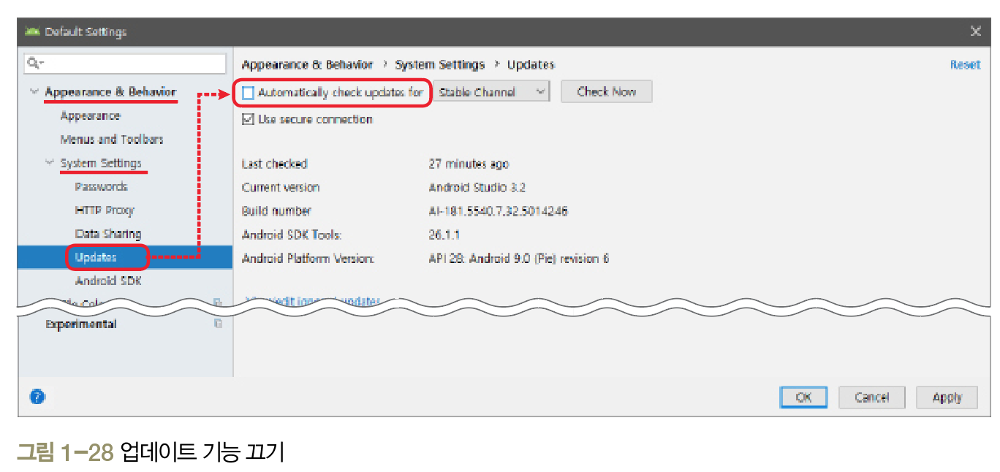 Default Settings
Appearance & Behavior > System Settings > Updates
Reset
Appearance & Behavior
Automatically check updates for
Stable Channel
Check Now
Appearance
Use secure connection
Menus and Toolbars
System Settings
Last checked
27 minutes ago
Passwords
Current version
Android Studio 3.2
HTTP Proxy
Build number
AI-181.5540.7.32.5014246
Data Sharing
Android SDK Tools:
26.1.1
Updates
Android Platform Version:
API 28: Android 9.0 (Pie) revision 6
Android SDK
updates
Experimental
?
OK
Cancel
Apply
그림 1-28 업데이트 기능 끄기